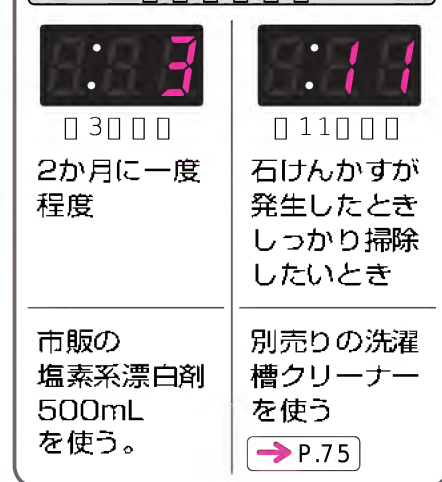 3
3
2か月に一度
程度
市販の
塩素系漂白剤
500mL
を使う。
11
11
石けんかすが
発生したとき
しっかり掃除
したいとき
別売りの洗濯
槽クリーナー
を使う
→ P.75